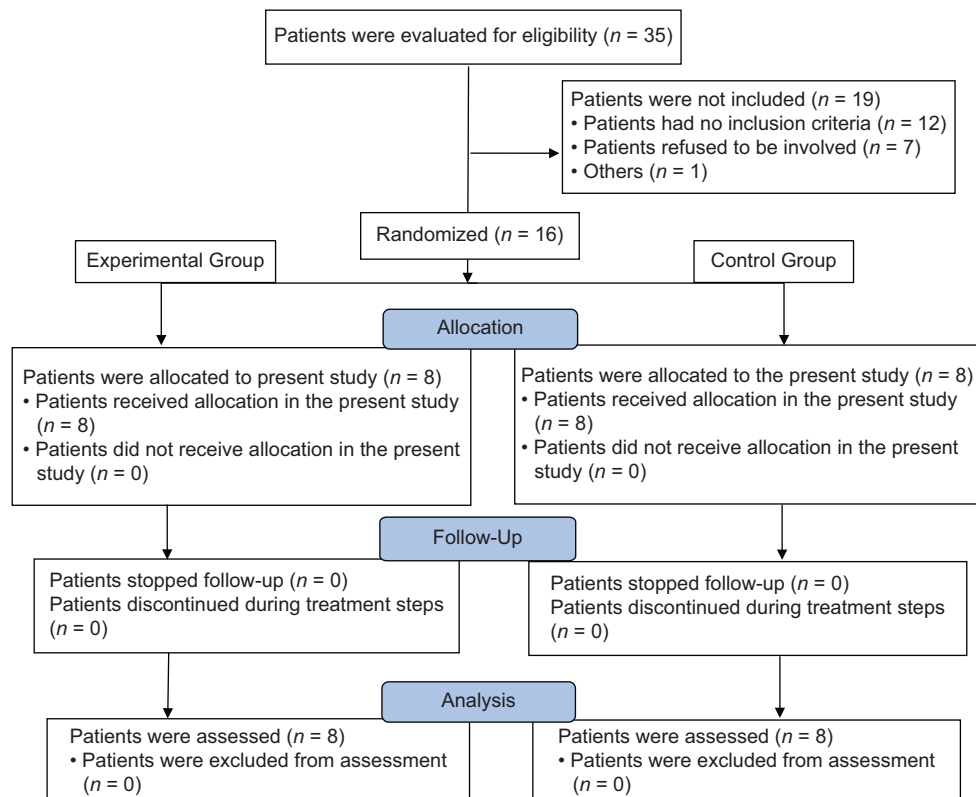 Patients were evaluated for eligibility (n = 35)
Patients were not included (n = 19)
• Patients had no inclusion criteria (n = 12)
• Patients refused to be involved (n = 7)
• Others (n = 1)
Randomized (n = 16)
Experimental Group
Control Group
Allocation
Patients were allocated to present study (n = 8)
• Patients received allocation in the present study
(n = 8)
• Patients did not receive allocation in the present
study (n = 0)
Patients were allocated to the present study (n = 8)
• Patients received allocation in the present study
(n = 8)
• Patients did not receive allocation in the present
study (n = 0)
Follow-Up
Patients stopped follow-up (n = 0)
Patients discontinued during treatment steps
(n = 0)
Patients stopped follow-up (n = 0)
Patients discontinued during treatment steps
(n = 0)
Analysis
Patients were assessed (n = 8)
• Patients were excluded from assessment
(n = 0)
Patients were assessed (n = 8)
• Patients were excluded from assessment
(n = 0)